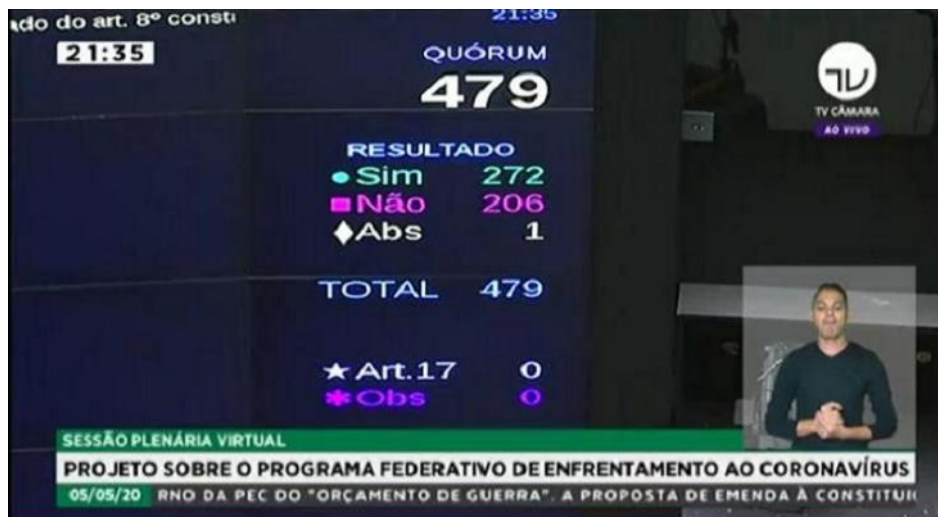 do do art. 8º consti
21:35
21:35
QUÓRUM
479
TV CÂMARA
AO VIVO
RESULTADO
Sim 272
Não 206
Abs 1
TOTAL 479
Art.17 0
Obs 0
SESSÃO PLENÁRIA VIRTUAL
PROJETO SOBRE O PROGRAMA FEDERATIVO DE ENFRENTAMENTO AO CORONAVÍRUS
05/05/20 RNO DA PEC DO "ORÇAMENTO DE GUERRA". A PROPOSTA DE EMENDA À CONSTITUI